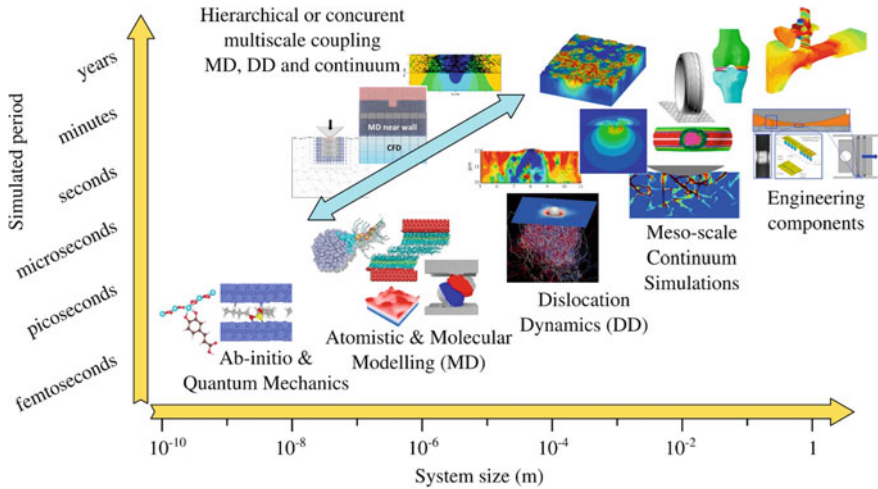 Hierarchical or concurent
multiscale coupling
MD, DD and continuum
Simulated period
years
minutes
seconds
microseconds
picoseconds
femtoseconds
MD near wall
CFD
Ab-initio &
Quantum Mechanics
Atomistic & Molecular
Modelling (MD)
Dislocation
Dynamics (DD)
Meso-scale
Continuum
Simulations
Engineering
components
10-10
10-8
10-6
10-4
10-2
1
System size (m)